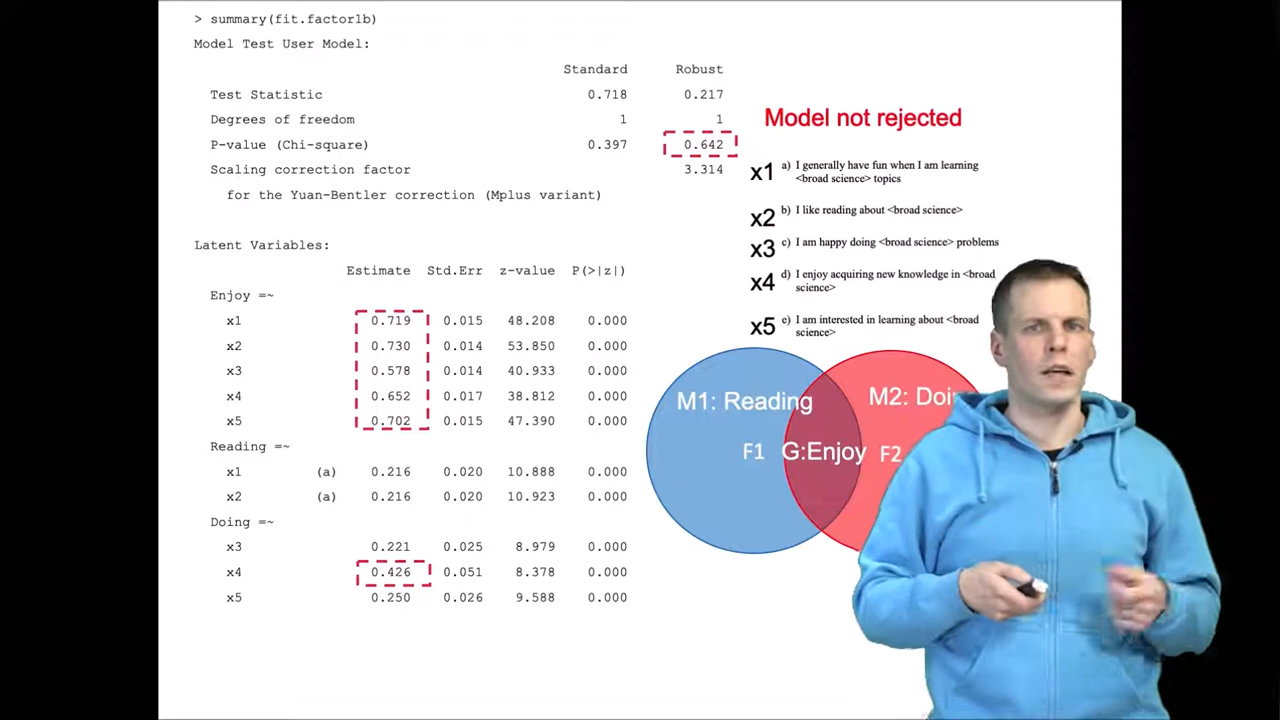 > summary(fit.factor1b)
Model Test User Model:
Standard Robust
Test Statistic 0.718 0.217
Degrees of freedom 1 1
P-value (Chi-square) 0.397 0.642
Scaling correction factor 3.314
for the Yuan-Bentler correction (Mplus variant)
Latent Variables:
Estimate Std.Err z-value P(>|z|)
Enjoy =~
x1 0.719 0.015 48.208 0.000
x2 0.730 0.014 53.850 0.000
x3 0.578 0.014 40.933 0.000
x4 0.652 0.017 38.812 0.000
x5 0.702 0.015 47.390 0.000
Reading =~
x1 (a) 0.216 0.020 10.888 0.000
x2 (a) 0.216 0.020 10.923 0.000
Doing =~
x3 0.221 0.025 8.979 0.000
x4 0.426 0.051 8.378 0.000
x5 0.250 0.026 9.588 0.000
Model not rejected
x1 a) I generally have fun when I am learning
<broad science> topics
x2 b) I like reading about <broad science>
x3 c) I am happy doing <broad science> problems
x4 d) I enjoy acquiring new knowledge in <broad
science>
x5 e) I am interested in learning about <broad
science>
M1: Reading
M2:
F1 G:Enjoy F2